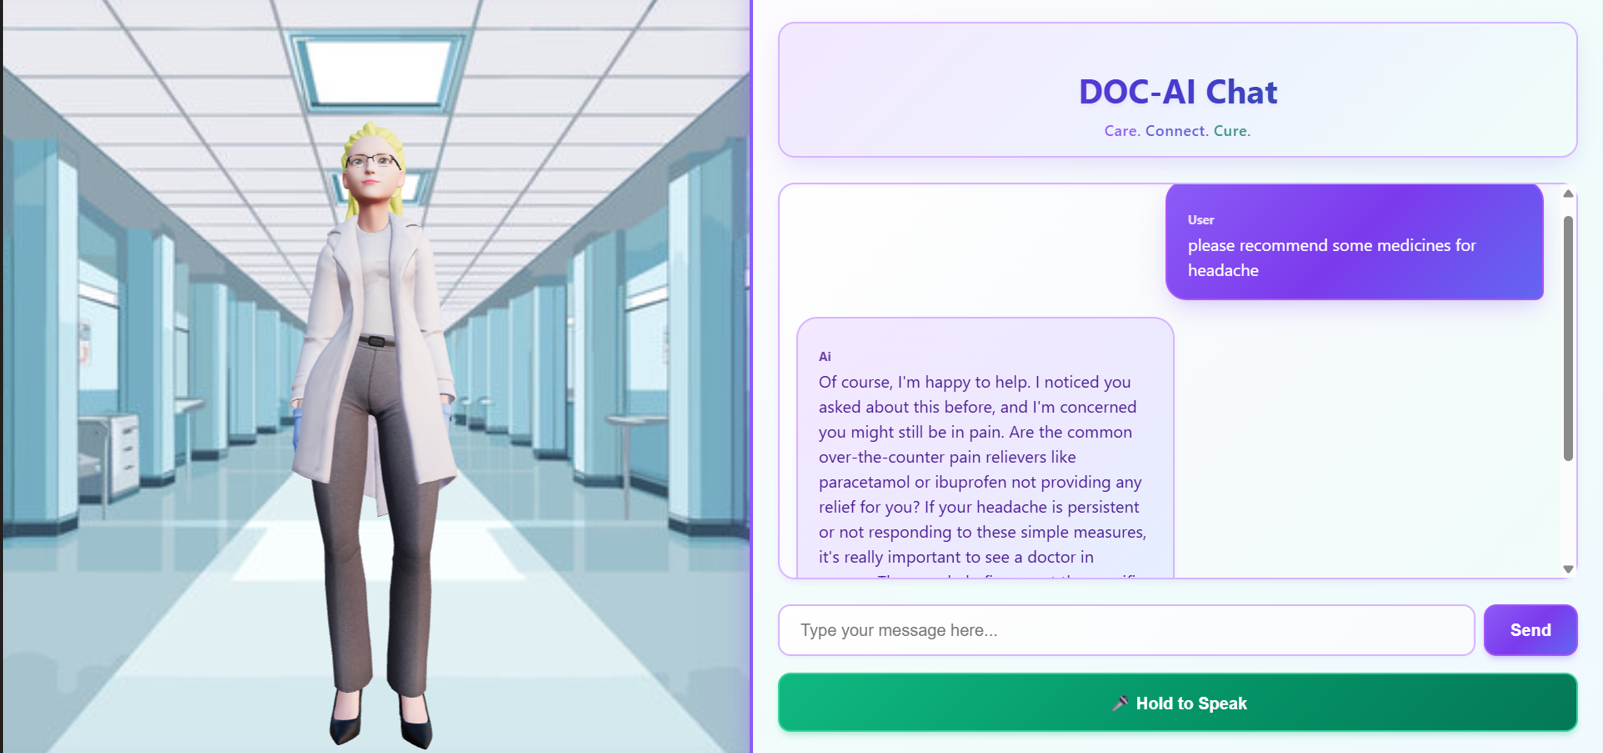 DOC-AI Chat
Care. Connect. Cure.
User
please recommend some medicines for
headache
Ai
Of course, I'm happy to help. I noticed you
asked about this before, and I'm concerned
you might still be in pain. Are the common
over-the-counter pain relievers like
paracetamol or ibuprofen not providing any
relief for you? If your headache is persistent
or not responding to these simple measures,
it's really important to see a doctor in
Type your message here...
Send
Hold to Speak